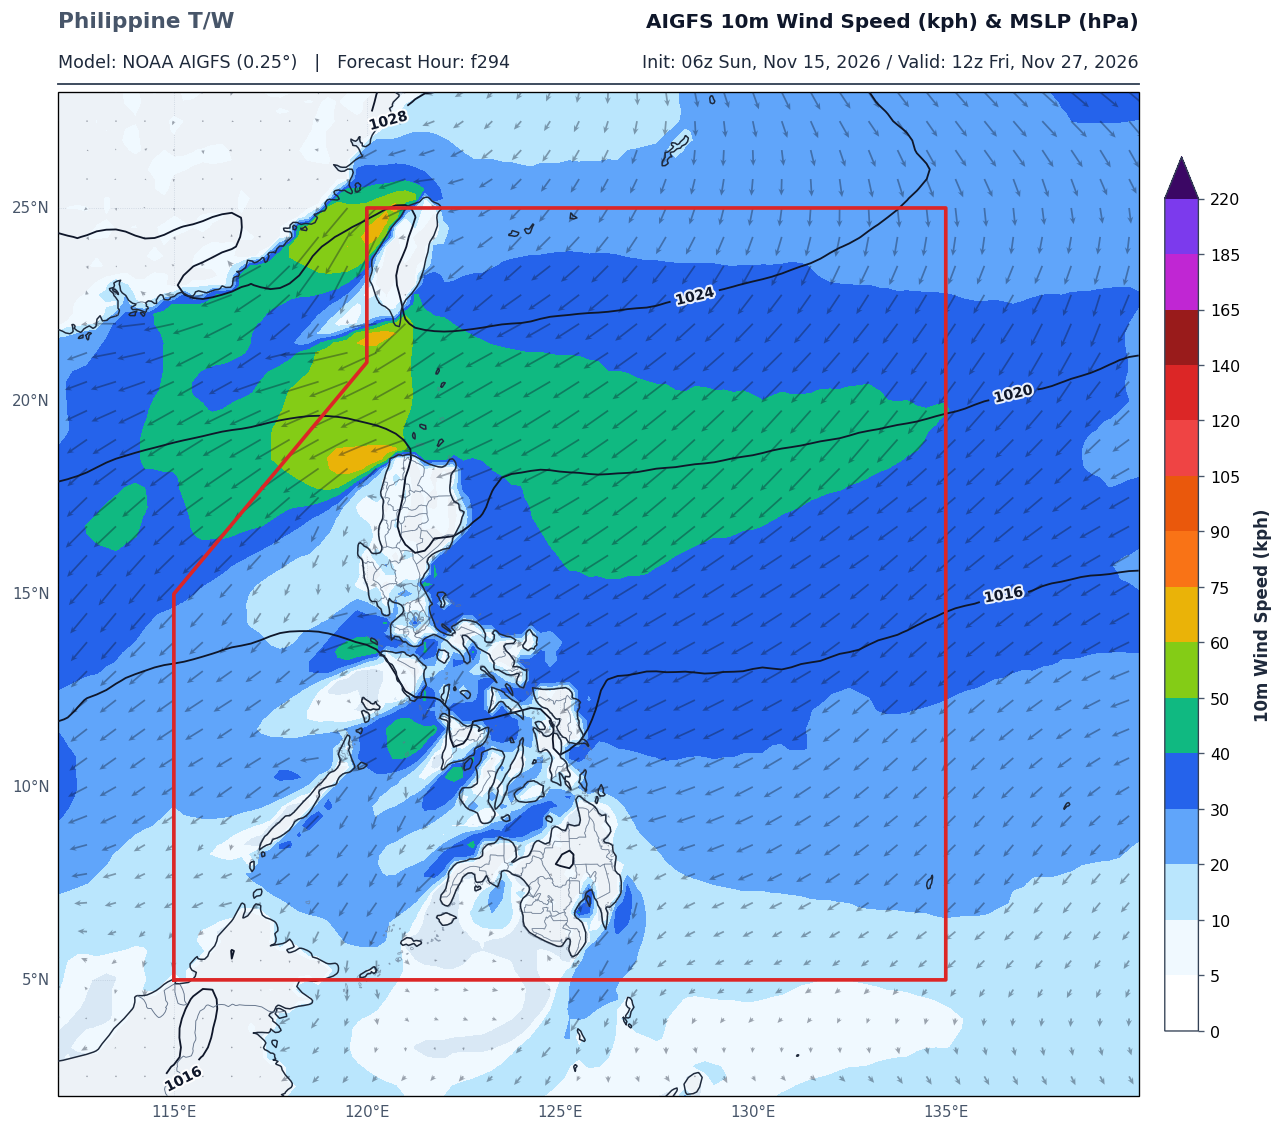 Philippine T/W
AIGFS 10m Wind Speed (kph) & MSLP (hPa)
Model: NOAA AIGFS (0.25°) | Forecast Hour: f294
Init: 06z Sun, Nov 15, 2026 / Valid: 12z Fri, Nov 27, 2026
1028
25°N
1024
20°N
1020
15°N
1016
10°N
5°N
1016
115°E
120°E
125°E
130°E
135°E
220
185
165
140
120
105
90
75
60
50
40
30
20
10
5
0
10m Wind Speed (kph)